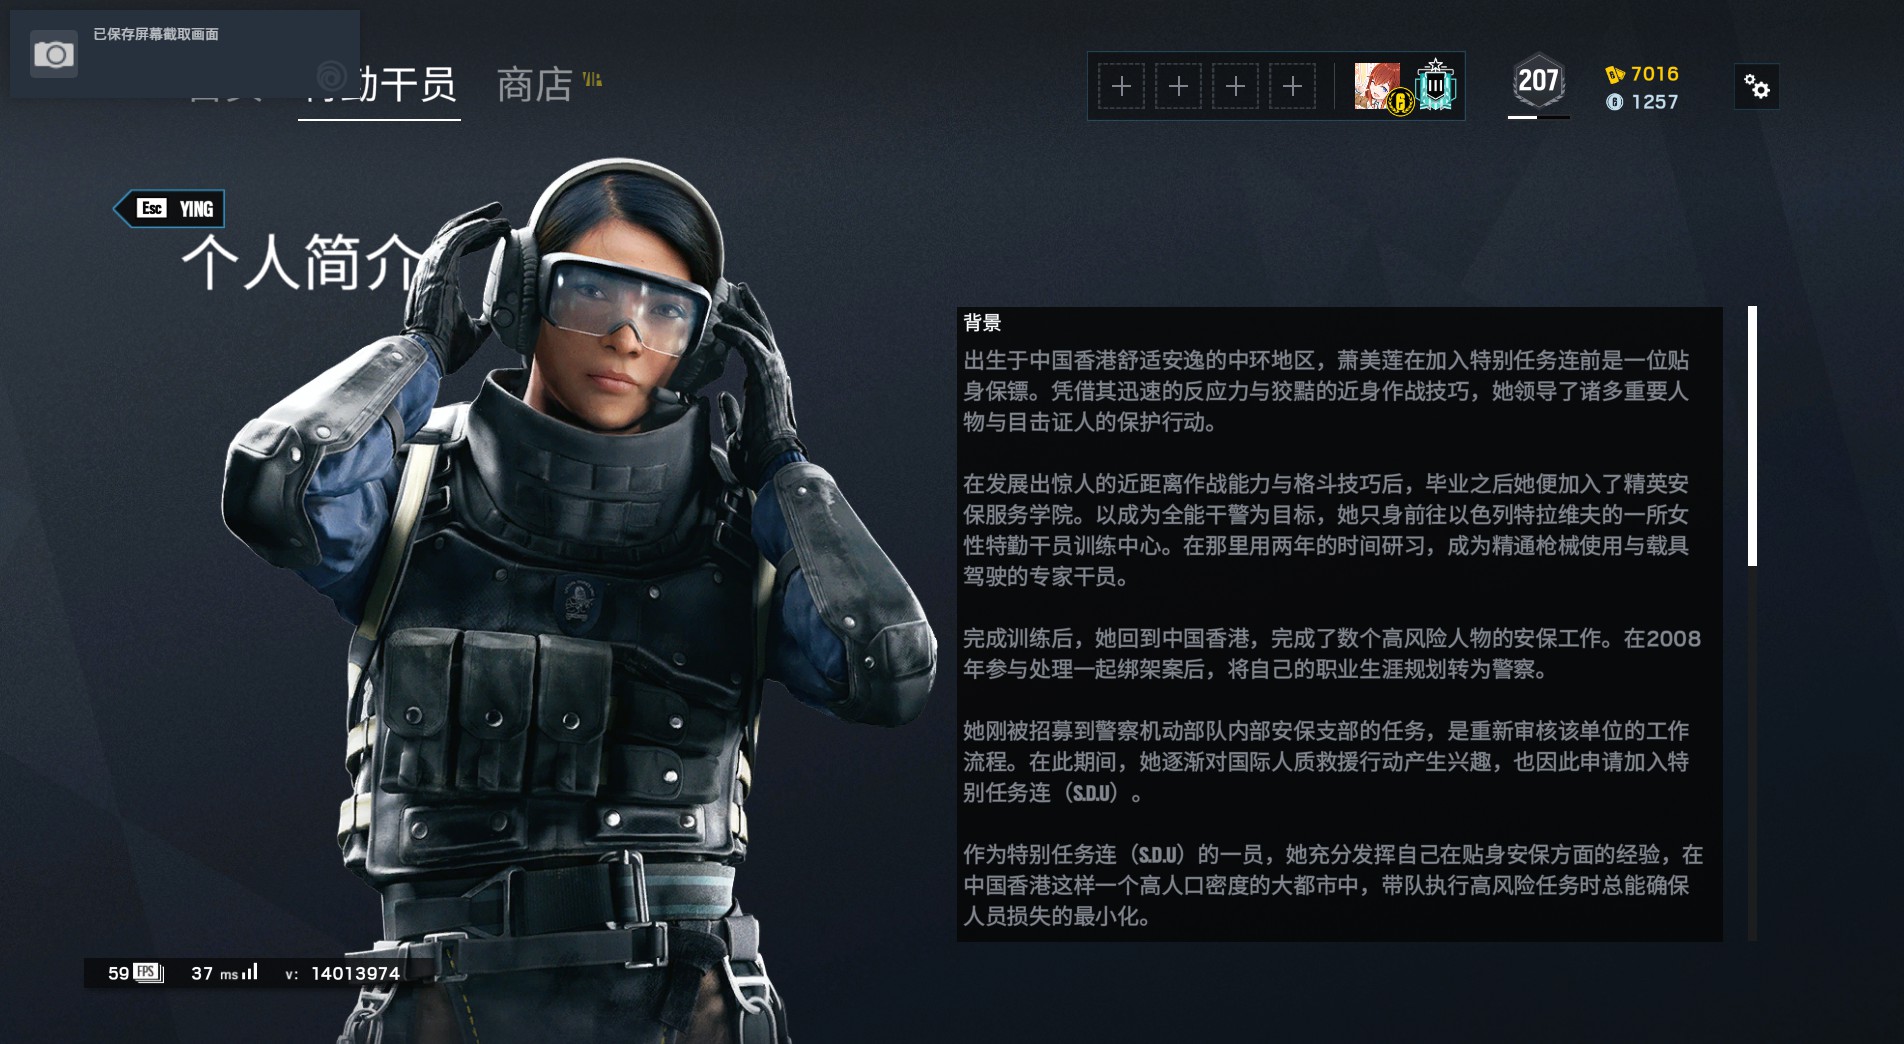 已保存屏幕截取画面
动干员
商店
207
7016
1257
Esc YING
个人简介
背景
出生于中国香港舒适安逸的中环地区，萧美莲在加入特别任务连前是一位贴
身保镖。凭借其迅速的反应力与狡黠的近身作战技巧，她领导了诸多重要人
物与目击证人的保护行动。
在发展出惊人的近距离作战能力与格斗技巧后，毕业之后她便加入了精英安
保服务学院。以成为全能干警为目标，她只身前往以色列特拉维夫的一所女
性特勤干员训练中心。在那里用两年的时间研习，成为精通枪械使用与载具
驾驶的专家干员。
完成训练后，她回到中国香港，完成了数个高风险人物的安保工作。在2008
年参与处理一起绑架案后，将自己的职业生涯规划转为警察。
她刚被招募到警察机动部队内部安保支部的任务，是重新审核该单位的工作
流程。在此期间，她逐渐对国际人质救援行动产生兴趣，也因此申请加入特
别任务连（S.D.U）。
作为特别任务连（S.D.U）的一员，她充分发挥自己在贴身安保方面的经验，在
中国香港这样一个高人口密度的大都市中，带队执行高风险任务时总能确保
人员损失的最小化。
59 FPS 37 ms v: 14013974